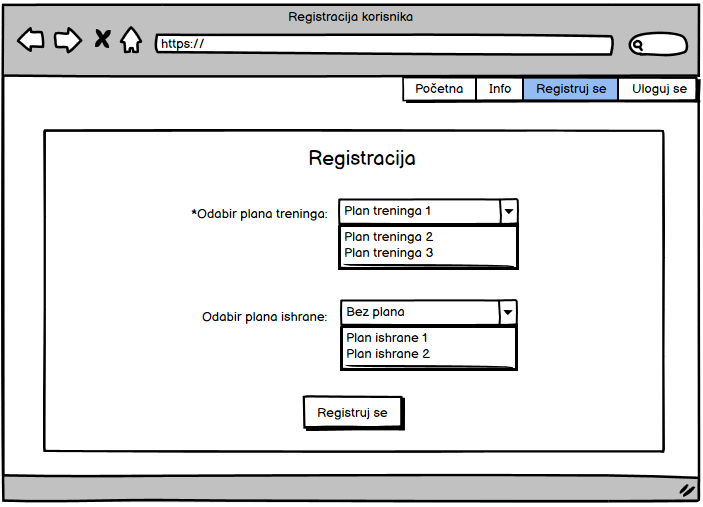 Registracija korisnika
https://
Početna Info Registruj se Uloguj se
Registracija
*Odabir plana treninga: Plan treninga 1
Plan treninga 2
Plan treninga 3
Odabir plana ishrane: Bez plana
Plan ishrane 1
Plan ishrane 2
Registruj se